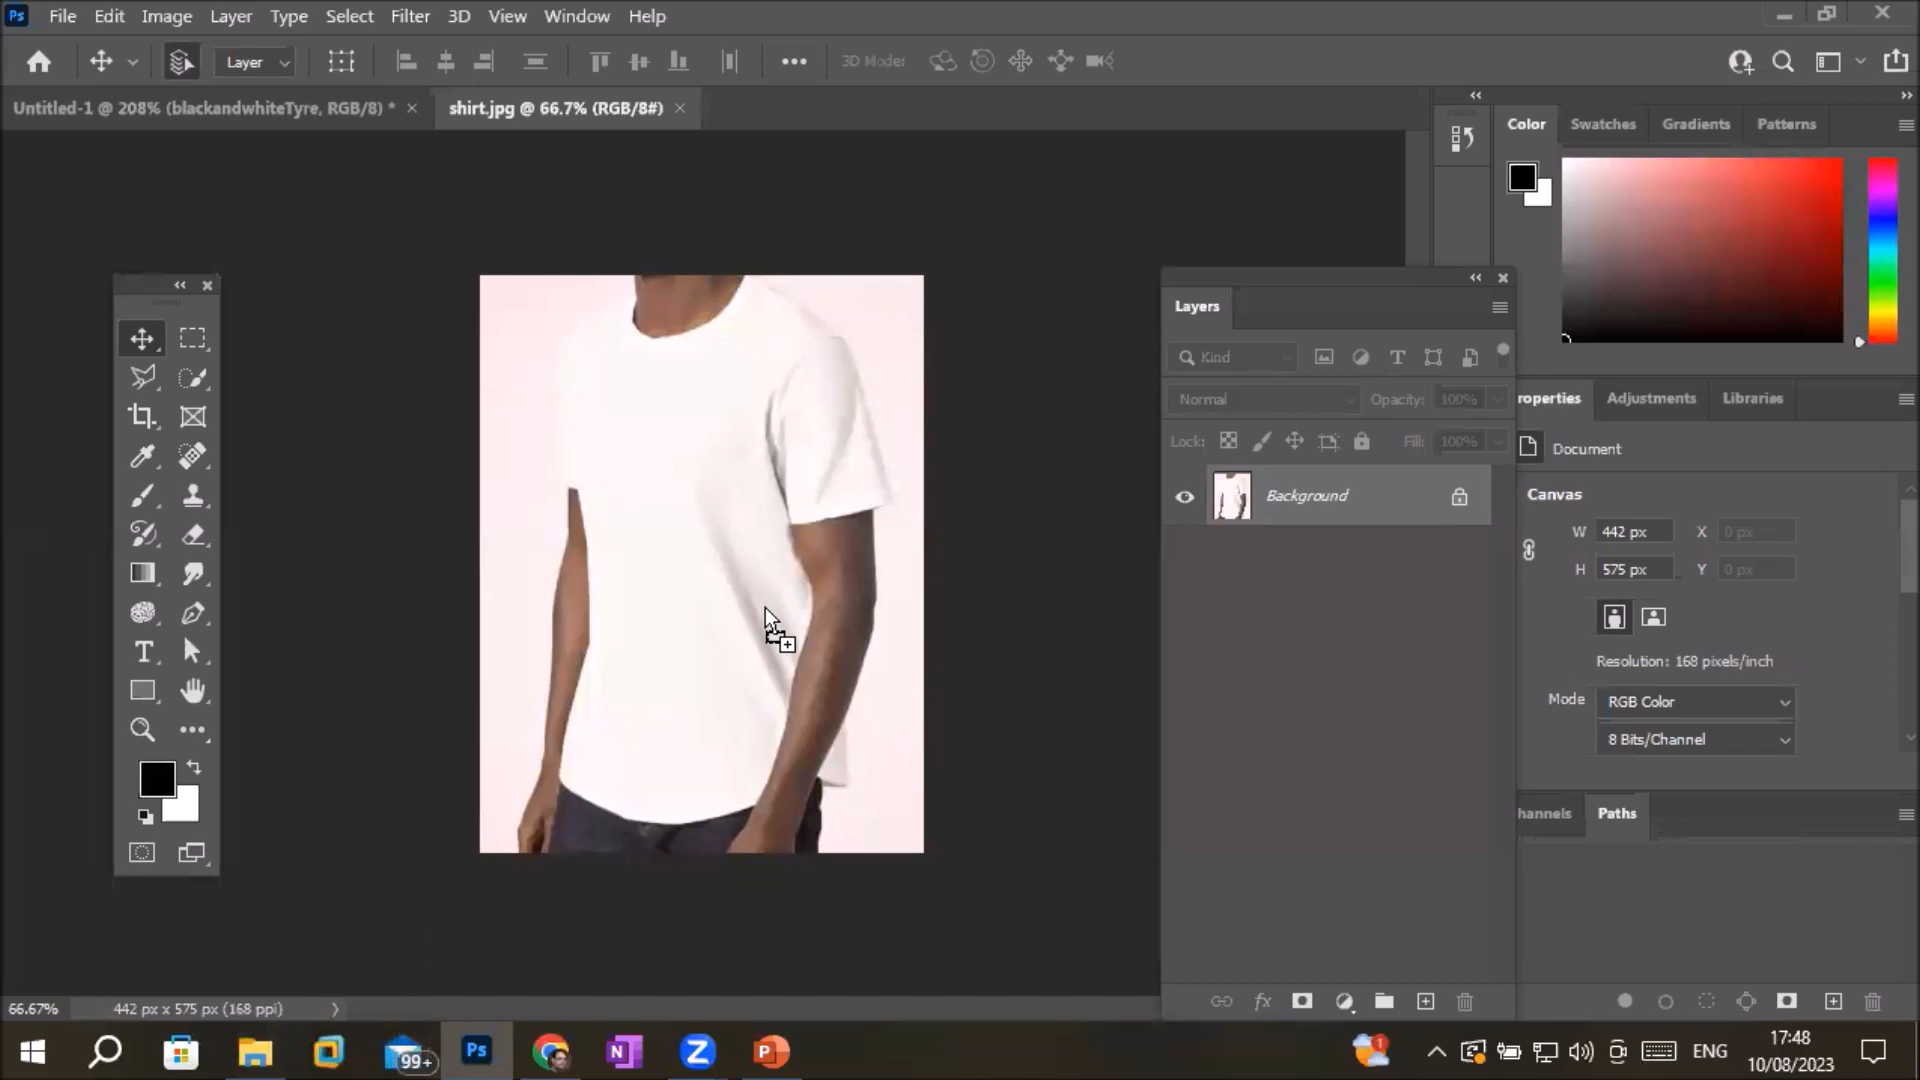 Ps File Edit Image Layer Type Select Filter 3D View Window Help
Layer 3D Mode:
Untitled-1 @ 208% (blackandwhiteTyre, RGB/8) * × shirt.jpg @ 66.7% (RGB/8#) ×
Color Swatches Gradients Patterns
Layers
Kind
Normal Opacity: 100%
Lock: Fill: 100%
Background
roperties Adjustments Libraries
Document
Canvas
W 442 px X 0 px
H 575 px Y 0 px
Resolution: 168 pixels/inch
Mode RGB Color
8 Bits/Channel
hannels Paths
fx
66.67% 442 px x 575 px (168 ppi)
99+ Ps N Z P 1 ENG
17:48
10/08/2023